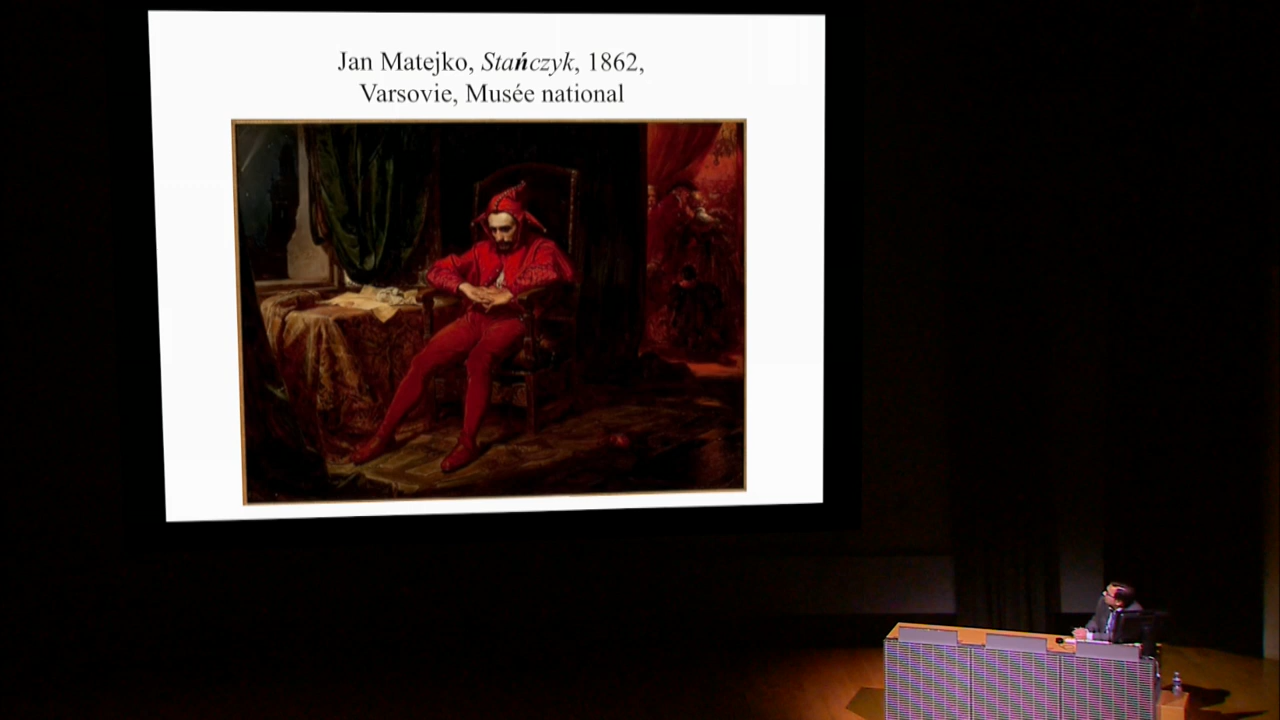 Jan Matejko, Stańczyk, 1862,
Varsovie, Musée national